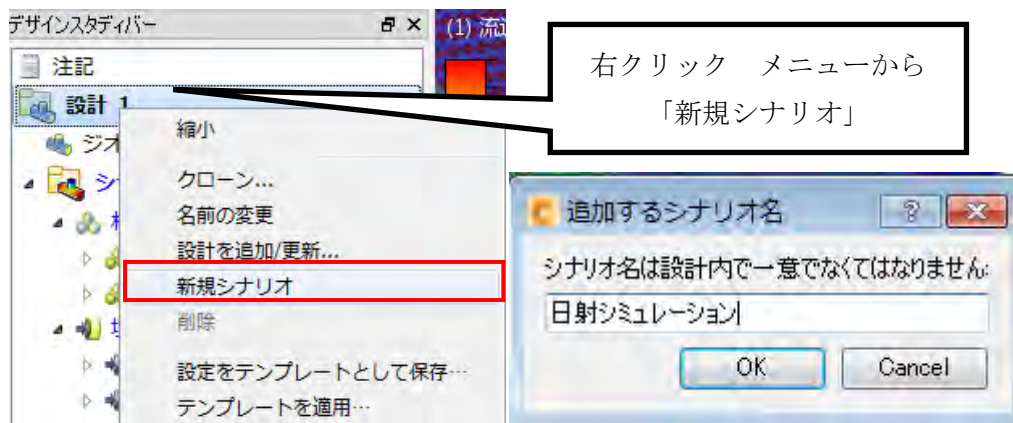 デザインスタディバー
(1) 流
注記
設計 1
ジオ
シ
縮小
クローン...
名前の変更
設計を追加/更新...
新規シナリオ
削除
設定をテンプレートとして保存…
テンプレートを適用…
右クリック　メニューから
「新規シナリオ」
追加するシナリオ名
シナリオ名は設計内で一意でなくてはなりません:
日射シミュレーション
OK
Cancel